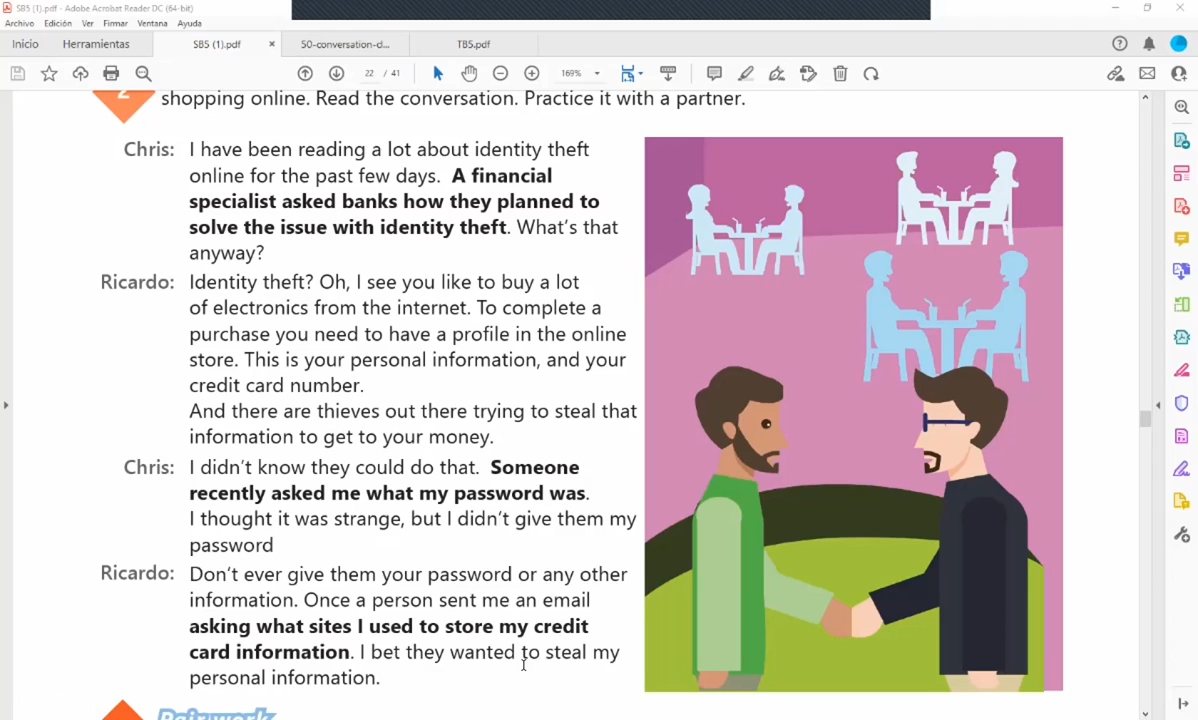 SB5 (1).pdf - Adobe Acrobat Reader DC (64-bit)
Archivo Edición Ver Firmar Ventana Ayuda
Inicio Herramientas SB5 (1).pdf × 50-conversation-d... TB5.pdf
22 / 41 169%
2
shopping online. Read the conversation. Practice it with a partner.
Chris: I have been reading a lot about identity theft
online for the past few days. A financial
specialist asked banks how they planned to
solve the issue with identity theft. What's that
anyway?
Ricardo: Identity theft? Oh, I see you like to buy a lot
of electronics from the internet. To complete a
purchase you need to have a profile in the online
store. This is your personal information, and your
credit card number.
And there are thieves out there trying to steal that
information to get to your money.
Chris: I didn't know they could do that. Someone
recently asked me what my password was.
I thought it was strange, but I didn't give them my
password
Ricardo: Don't ever give them your password or any other
information. Once a person sent me an email
asking what sites I used to store my credit
card information. I bet they wanted to steal my
personal information.
Pair work